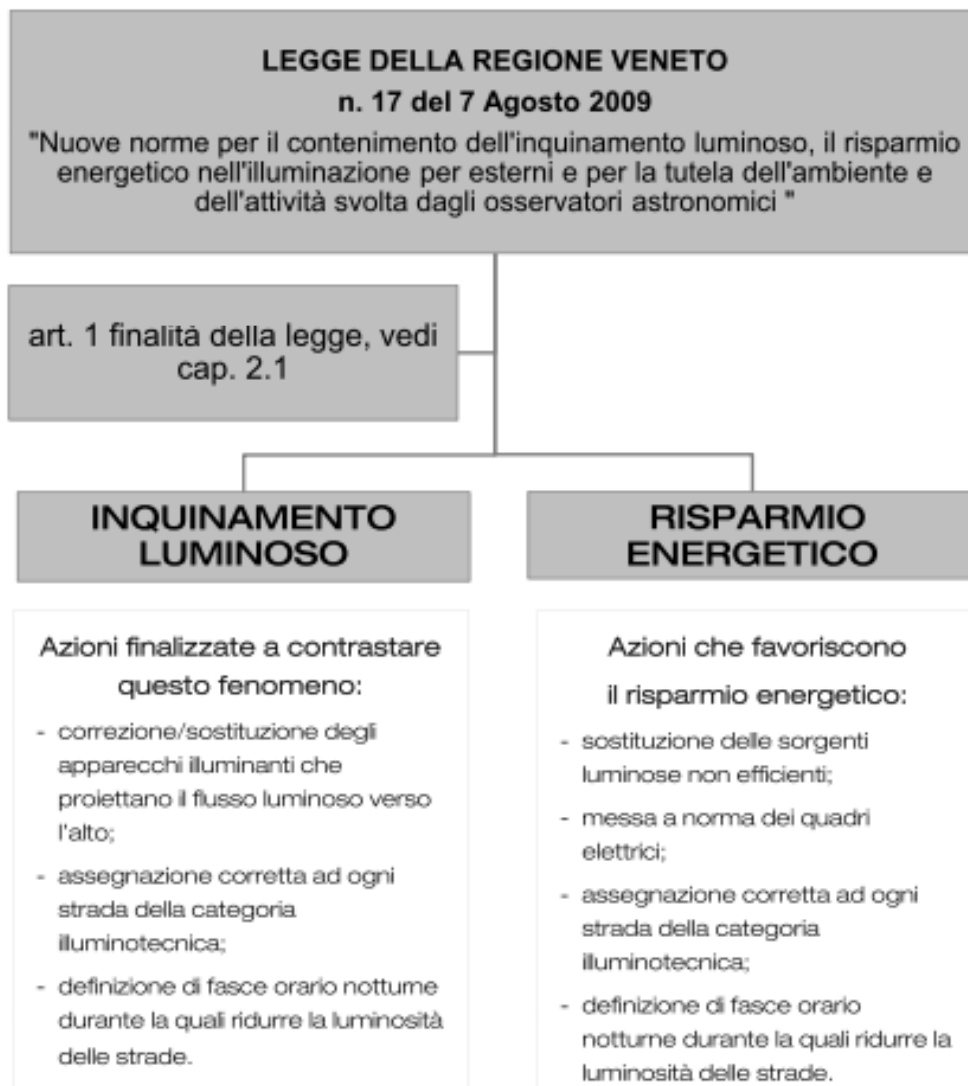 LEGGE DELLA REGIONE VENETO
n. 17 del 7 Agosto 2009
"Nuove norme per il contenimento dell'inquinamento luminoso, il risparmio
energetico nell'illuminazione per esterni e per la tutela dell'ambiente e
dell'attività svolta dagli osservatori astronomici "
art. 1 finalità della legge, vedi
cap. 2.1
INQUINAMENTO
LUMINOSO
Azioni finalizzate a contrastare
questo fenomeno:
- correzione/sostituzione degli
apparecchi illuminanti che
proiettano il flusso luminoso verso
l'alto;
- assegnazione corretta ad ogni
strada della categoria
illuminotecnica;
- definizione di fasce orario notturne
durante la quali ridurre la luminosità
delle strade.
RISPARMIO
ENERGETICO
Azioni che favoriscono
il risparmio energetico:
- sostituzione delle sorgenti
luminose non efficienti;
- messa a norma dei quadri
elettrici;
- assegnazione corretta ad ogni
strada della categoria
illuminotecnica;
- definizione di fasce orario
notturne durante la quali ridurre la
luminosità delle strade.